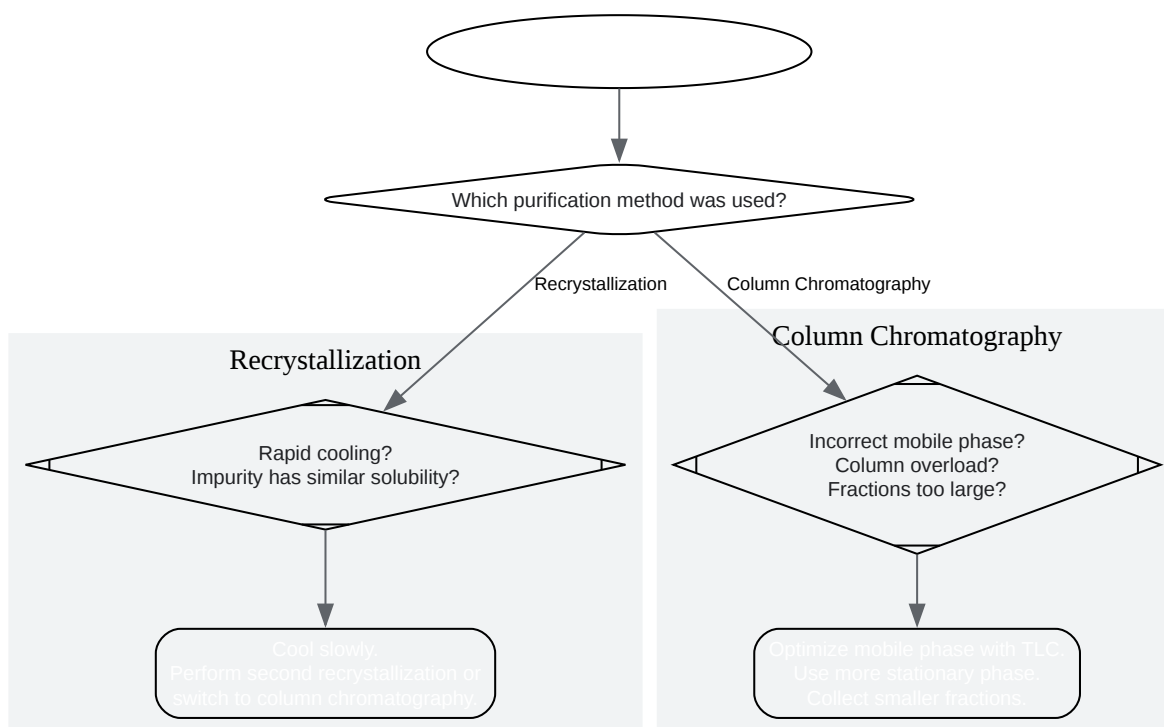 Which purification method was used?
Recrystallization
Column Chromatography
Recrystallization
Column Chromatography
Rapid cooling?
Impurity has similar solubility?
Incorrect mobile phase?
Column overload?
Fractions too large?
Cool slowly.
Perform second recrystallization or
switch to column chromatography.
Optimize mobile phase with TLC.
Use more stationary phase.
Collect smaller fractions.